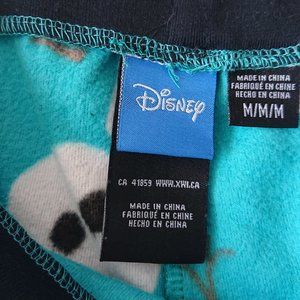 Disney
CA 41859 WWW.XWI.CA
MADE IN CHINA
FABRIQUÉ EN CHINE
HECHO EN CHINA
MADE IN CHINA
FABRIQUÉ EN CHINE
HECHO EN CHINA
M/M/M